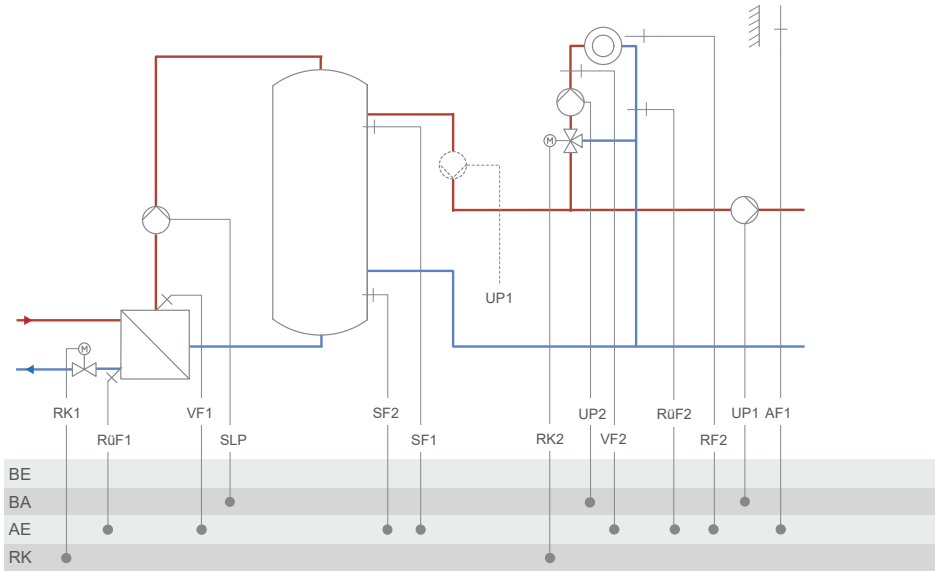 M
UP1
M
RK1
VF1
SF2
UP2
RüF2
UP1 AF1
RüF1
SLP
SF1
RK2
VF2
RF2
BE
BA
AE
RK